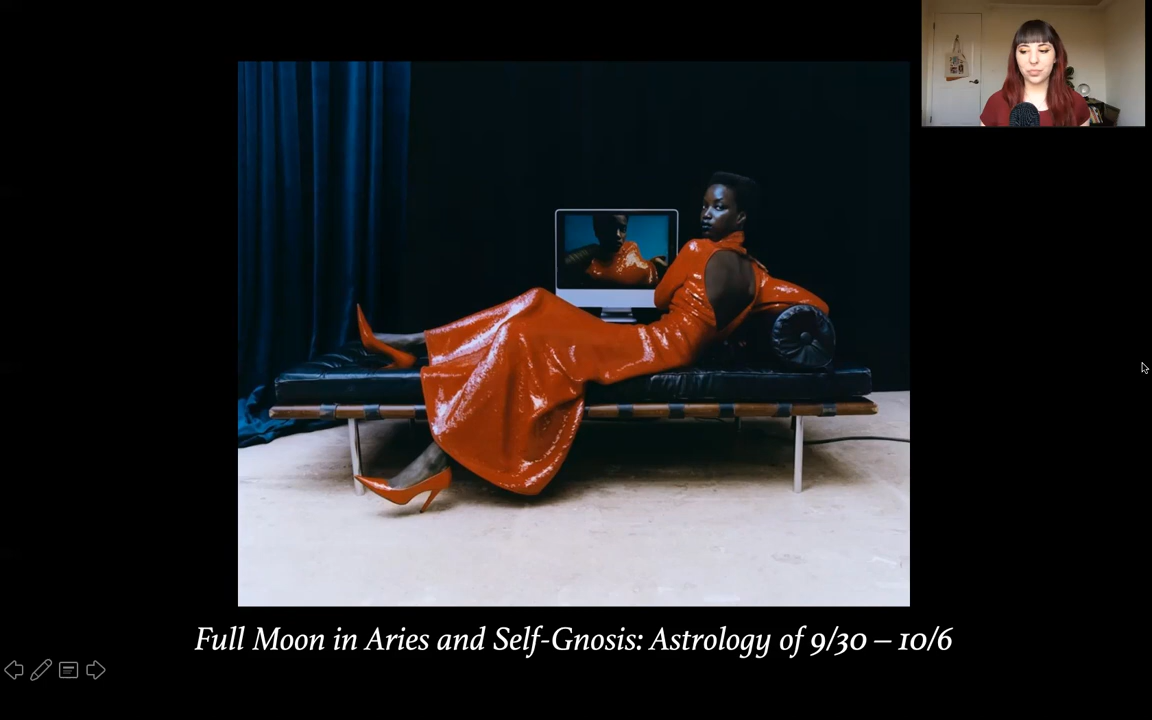 Full Moon in Aries and Self-Gnosis: Astrology of 9/30 – 10/6